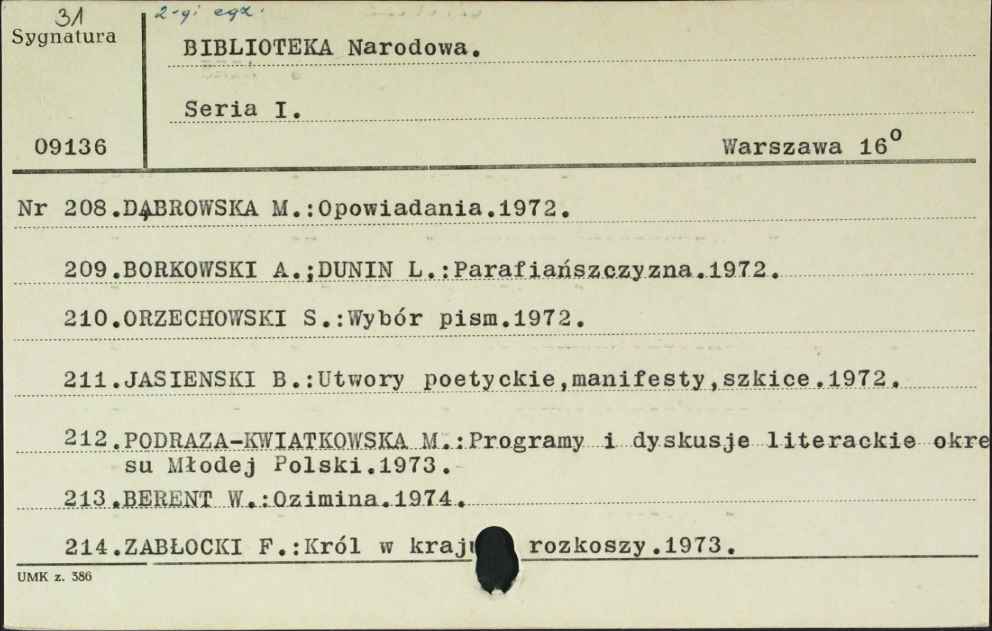 31 2-gi egz.
Sygnatura
BIBLIOTEKA Narodowa.
Seria I.
09136
Warszawa 16⁰
Nr 208.DĄBROWSKA M.:Opowiadania.1972.
209.BORKOWSKI A.;DUNIN L.:Parafiańszczyzna.1972.
210.ORZECHOWSKI S.:Wybór pism.1972.
211.JASIENSKI B.:Utwory poetyckie,manifesty,szkice.1972.
212.PODRAZA-KWIATKOWSKA M.:Programy i dyskusje literackie okre
su Młodej Polski.1973.
213.BERENT W.:Ozimina.1974.
214.ZABŁOCKI F.:Król w kraju rozkoszy.1973.
UMK z. 386